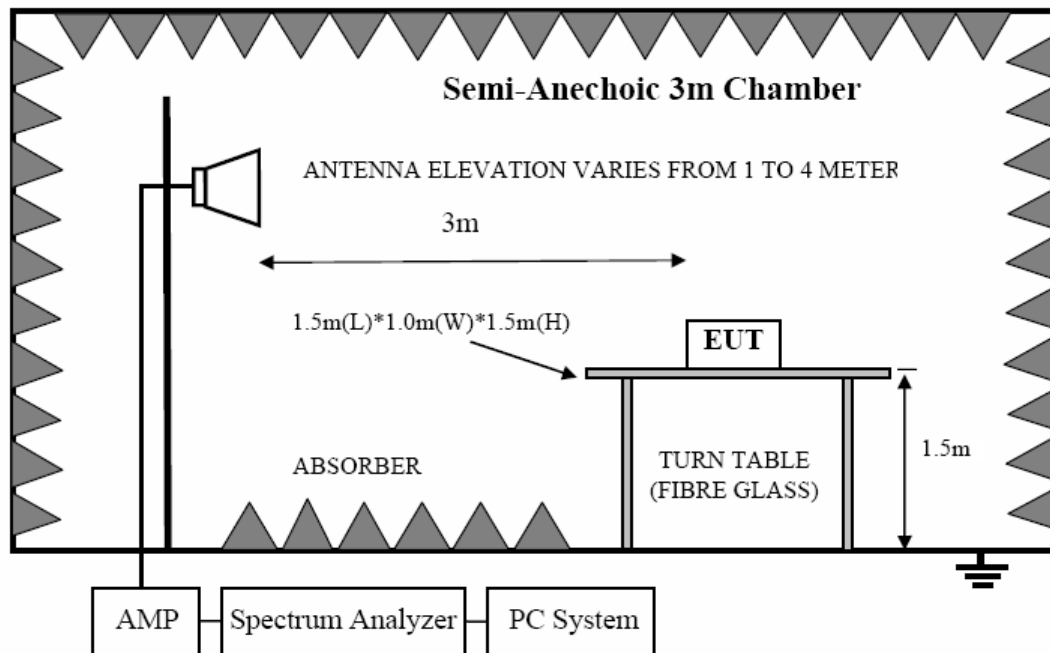 Semi-Anechoic 3m Chamber
ANTENNA ELEVATION VARIES FROM 1 TO 4 METER
3m
1.5m(L)*1.0m(W)*1.5m(H)
EUT
1.5m
ABSORBER
TURN TABLE
(FIBRE GLASS)
AMP
Spectrum Analyzer
PC System